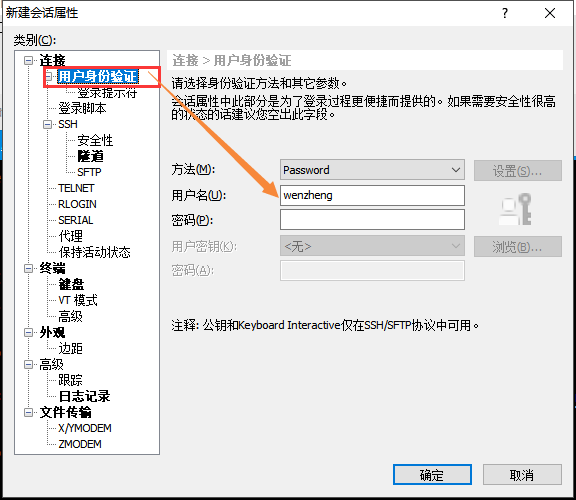 新建会话属性
类别(C):
连接
用户身份验证
登录提示符
登录脚本
SSH
安全性
隧道
SFTP
TELNET
RLOGIN
SERIAL
代理
保持活动状态
终端
键盘
VT 模式
高级
外观
边距
高级
跟踪
日志记录
文件传输
X/YMODEM
ZMODEM
连接 > 用户身份验证
请选择身份验证方法和其它参数。
会话属性中此部分是为了登录过程更便捷而提供的。如果需要安全性很高
的状态的话建议您空出此字段。
方法(M): Password 设置(S)...
用户名(U): wenzheng
密码(P):
用户密钥(K): <无> 浏览(B)...
密码(A):
注释: 公钥和Keyboard Interactive仅在SSH/SFTP协议中可用。
确定 取消